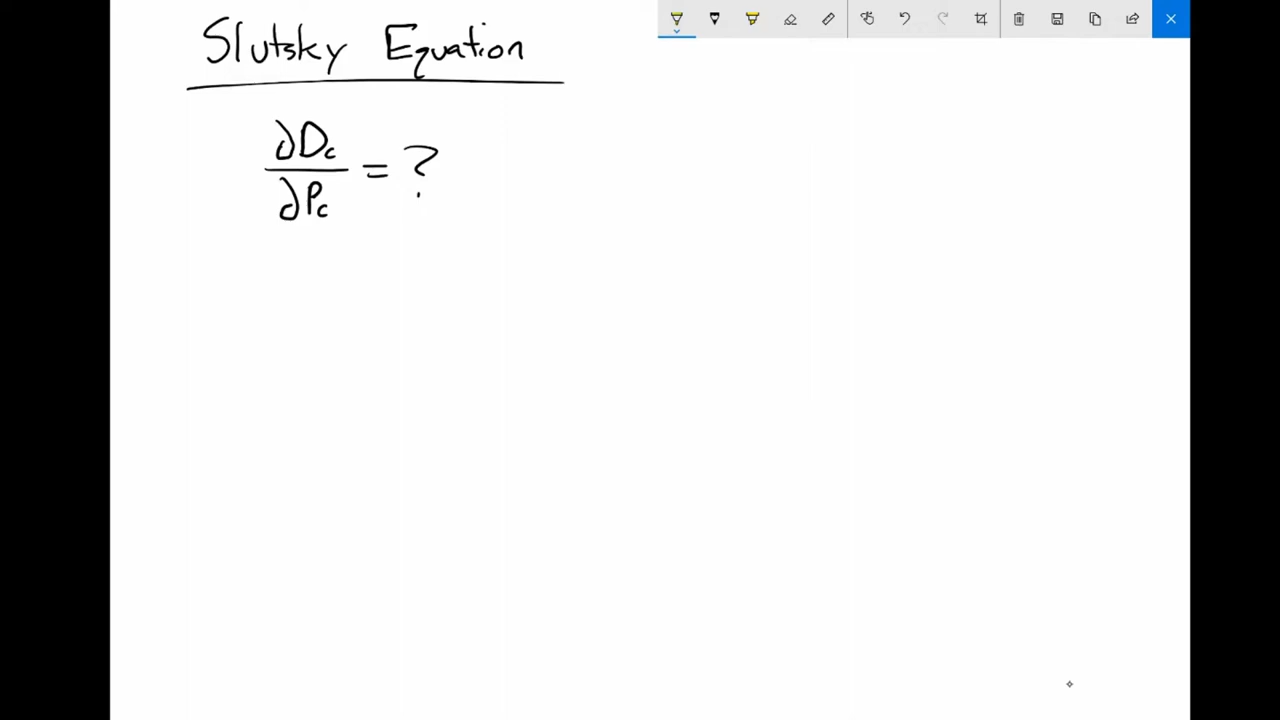 Slutsky Equation
∂Dc/∂Pc = ?